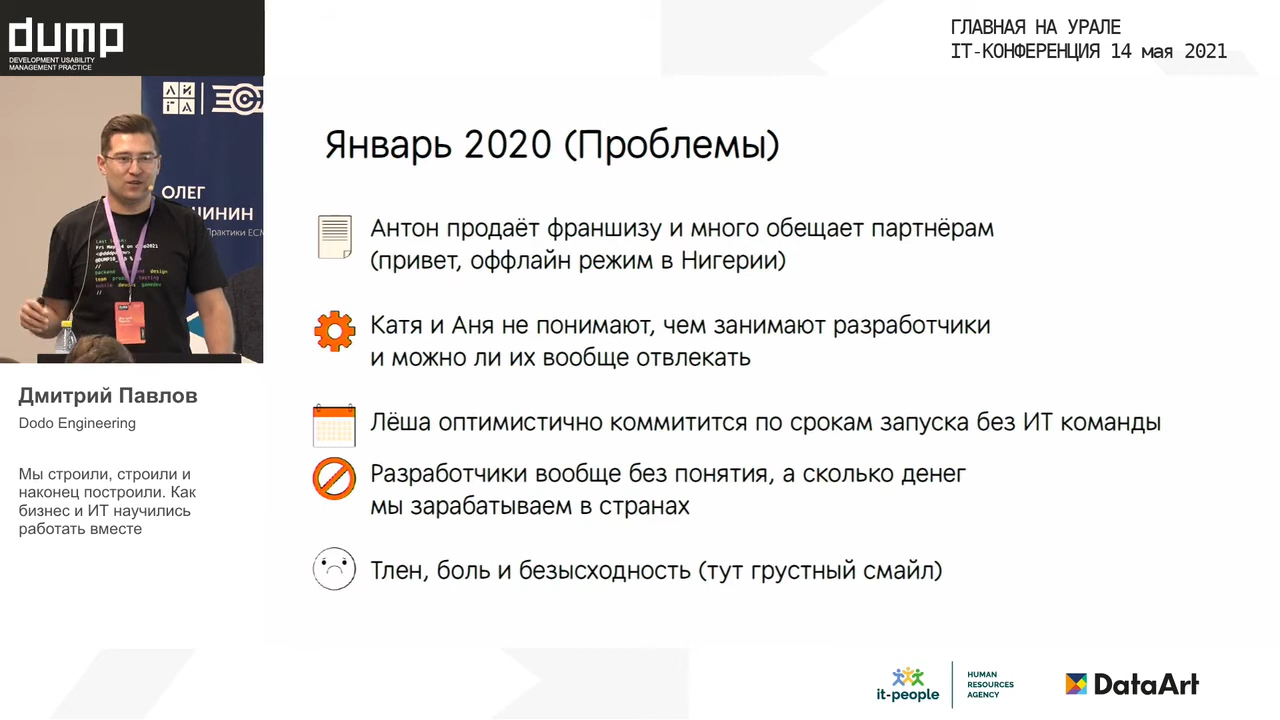 dump
DEVELOPMENT USABILITY
MANAGEMENT PRACTICE
ГЛАВНАЯ НА УРАЛЕ
IT-КОНФЕРЕНЦИЯ 14 мая 2021
ЛИГА
ОЛЕГ
Январь 2020 (Проблемы)
Антон продаёт франшизу и много обещает партнёрам
(привет, оффлайн режим в Нигерии)
Катя и Аня не понимают, чем занимают разработчики
и можно ли их вообще отвлекать
Лёша оптимистично коммитится по срокам запуска без ИТ команды
Разработчики вообще без понятия, а сколько денег
мы зарабатываем в странах
Тлен, боль и безысходность (тут грустный смайл)
Дмитрий Павлов
Dodo Engineering
Мы строили, строили и
наконец построили. Как
бизнес и ИТ научились
работать вместе
it-people
HUMAN
RESOURCES
AGENCY
DataArt